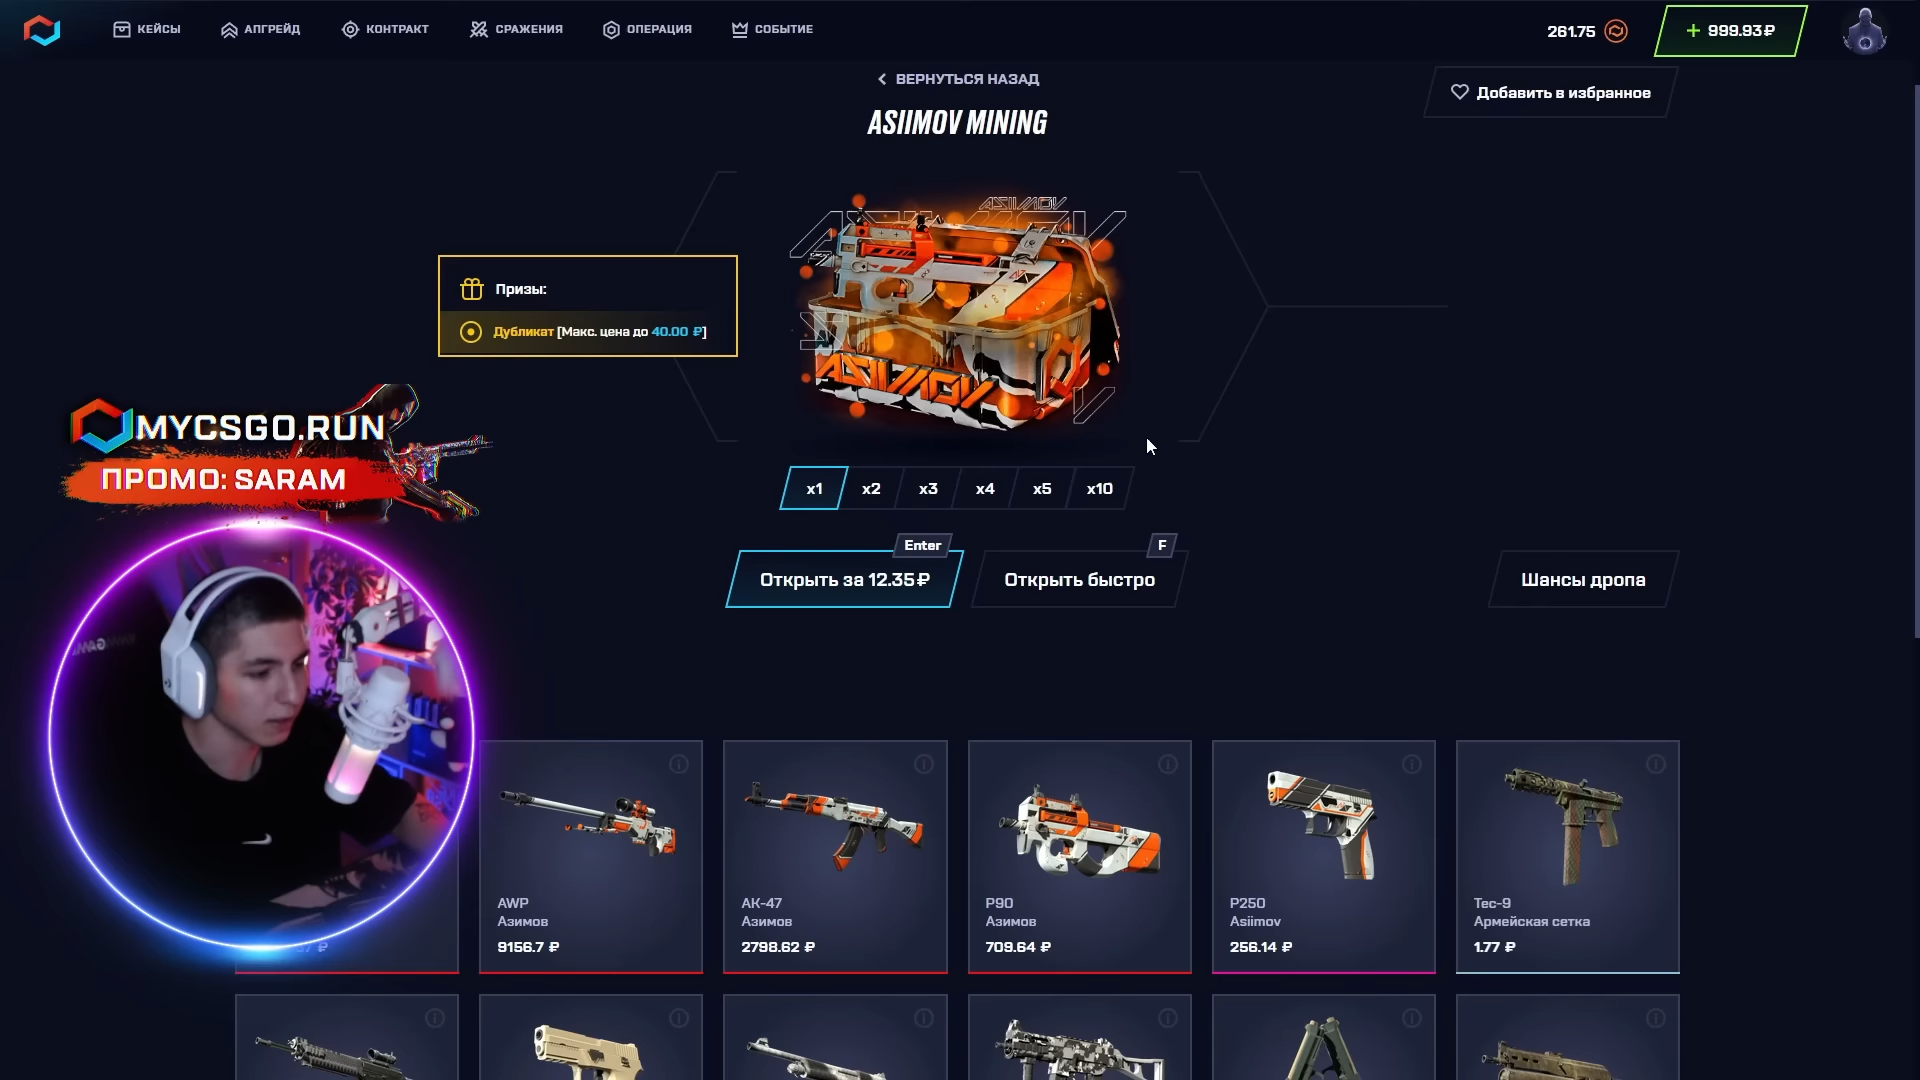 КЕЙСЫ
АПГРЕЙД
КОНТРАКТ
СРАЖЕНИЯ
ОПЕРАЦИЯ
СОБЫТИЕ
261.75
+ 999.93 ₽
ВЕРНУТЬСЯ НАЗАД
Добавить в избранное
ASIIMOV MINING
ASIIMOV
ASIIMOV
Призы:
Дубликат [Макс. цена до 40.00 ₽]
MYCSGO.RUN
ПРОМО: SARAM
x1
x2
x3
x4
x5
x10
Enter
F
Открыть за 12.35 ₽
Открыть быстро
Шансы дропа
AWP
Азимов
9156.7 ₽
AK-47
Азимов
2798.62 ₽
P90
Азимов
709.64 ₽
P250
Asiimov
256.14 ₽
Tec-9
Армейская сетка
1.77 ₽